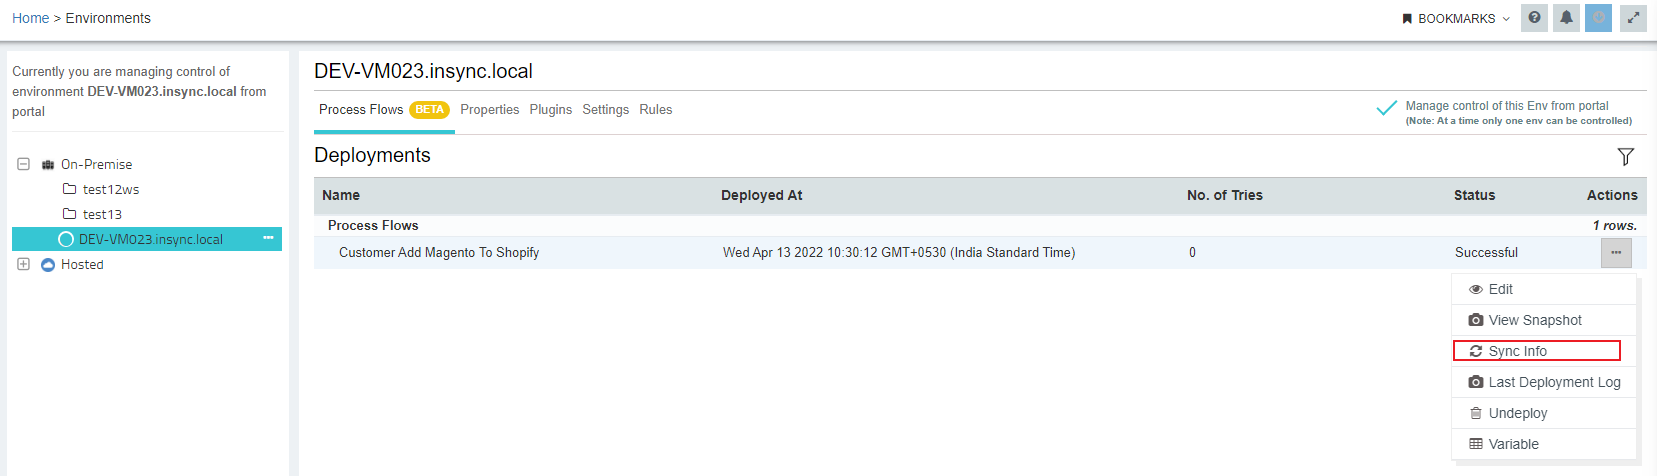 Home > Environments
BOOKMARKS
Currently you are managing control of
environment DEV-VM023.insync.local from
portal
On-Premise
test12ws
test13
DEV-VM023.insync.local
Hosted
DEV-VM023.insync.local
Process Flows BETA Properties Plugins Settings Rules
Manage control of this Env from portal
(Note: At a time only one env can be controlled)
Deployments
Name Deployed At No. of Tries Status Actions
Process Flows 1 rows.
Customer Add Magento To Shopify Wed Apr 13 2022 10:30:12 GMT+0530 (India Standard Time) 0 Successful
Edit
View Snapshot
Sync Info
Last Deployment Log
Undeploy
Variable